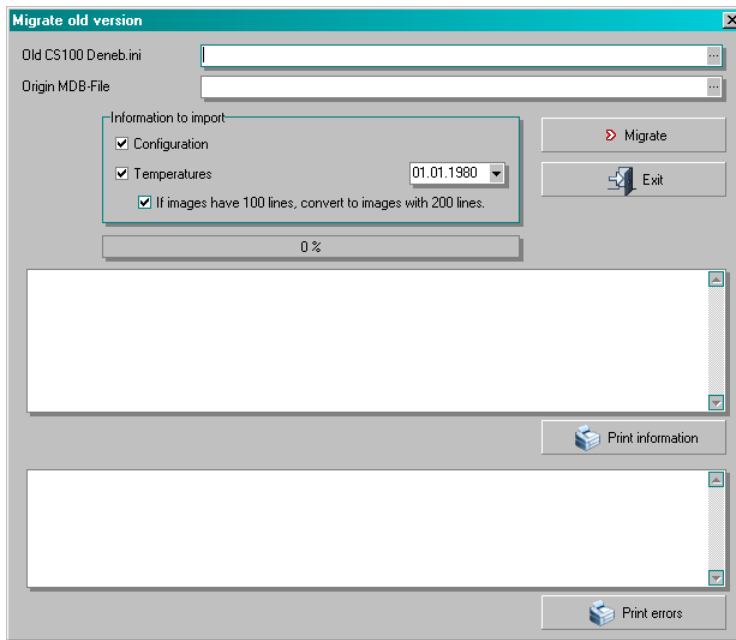 Migrate old version
Old CS100 Deneb.ini
...
Origin MDB-File
...
Information to import
Configuration
Migrate
Temperatures 01.01.1980
Exit
If images have 100 lines, convert to images with 200 lines.
0 %
Print information
Print errors